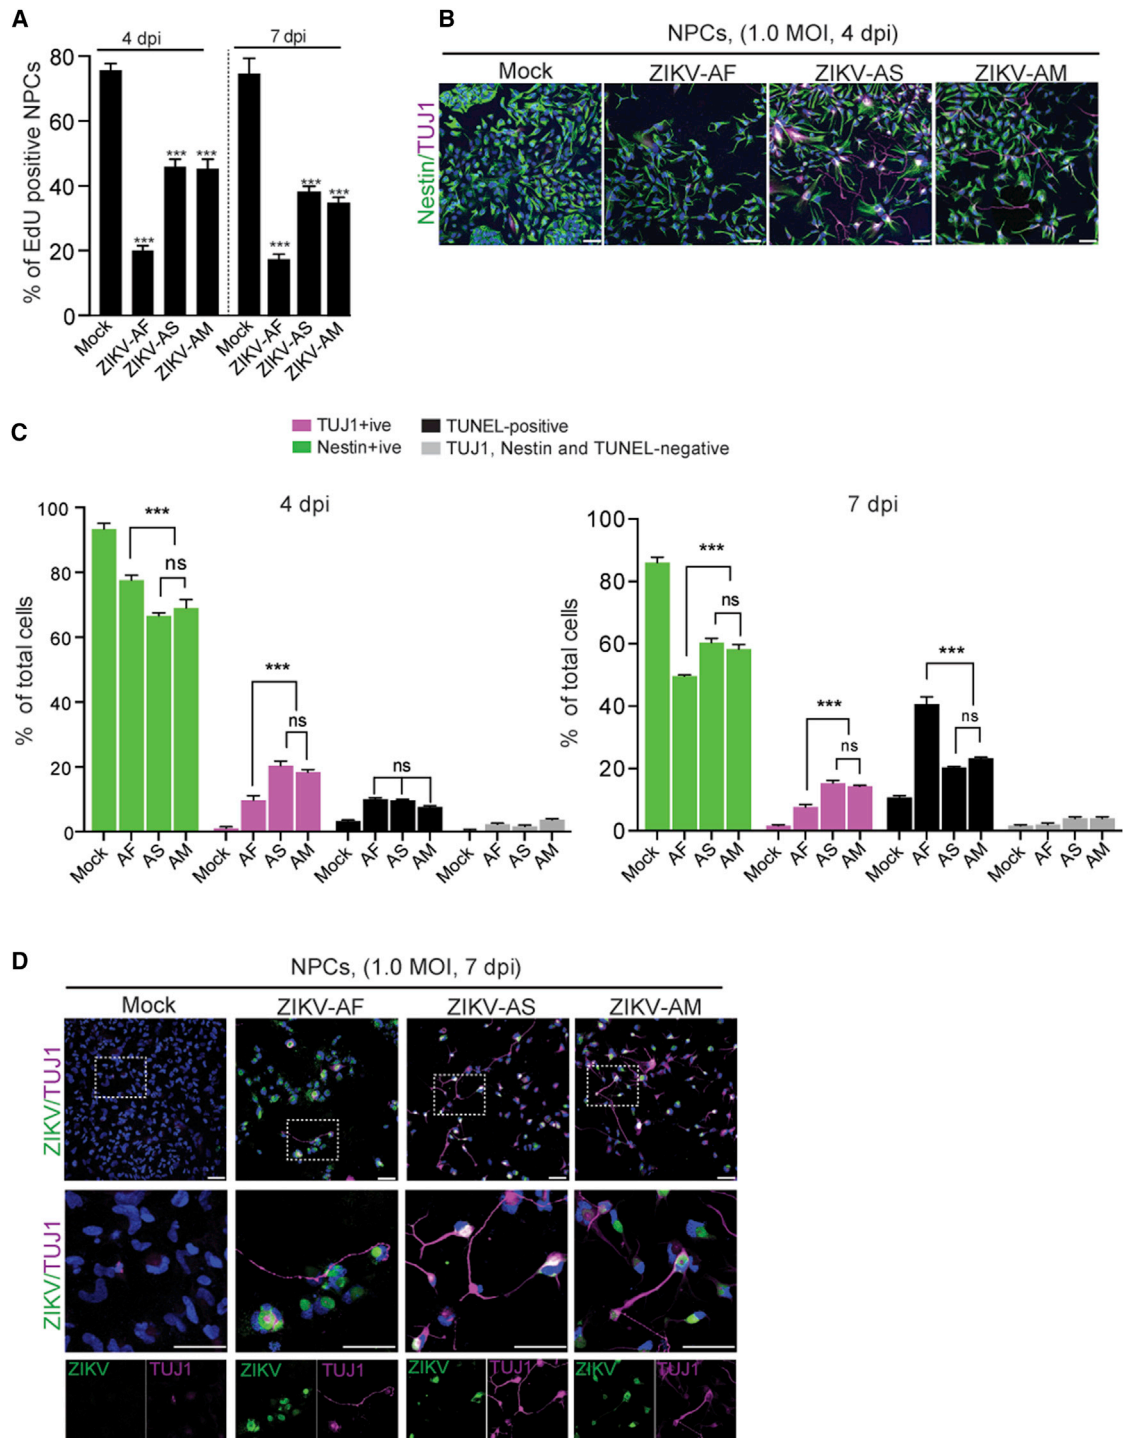 A
4 dpi
7 dpi
% of EdU positive NPCs
80
60
40
20
0
***
***
***
***
***
***
Mock
ZIKV-AF
ZIKV-AS
ZIKV-AM
Mock
ZIKV-AF
ZIKV-AS
ZIKV-AM
B
NPCs, (1.0 MOI, 4 dpi)
Mock ZIKV-AF ZIKV-AS ZIKV-AM
Nestin/TUJ1
C
TUJ1+ive
TUNEL-positive
Nestin+ive
TUJ1, Nestin and TUNEL-negative
4 dpi
% of total cells
100
80
60
40
20
0
***
ns
***
ns
ns
Mock AF AS AM Mock AF AS AM Mock AF AS AM Mock AF AS AM
7 dpi
% of total cells
100
80
60
40
20
0
***
ns
***
ns
***
ns
Mock AF AS AM Mock AF AS AM Mock AF AS AM Mock AF AS AM
D
NPCs, (1.0 MOI, 7 dpi)
Mock ZIKV-AF ZIKV-AS ZIKV-AM
ZIKV/TUJ1
ZIKV/TUJ1
ZIKV TUJ1 ZIKV TUJ1 ZIKV TUJ1 ZIKV TUJ1